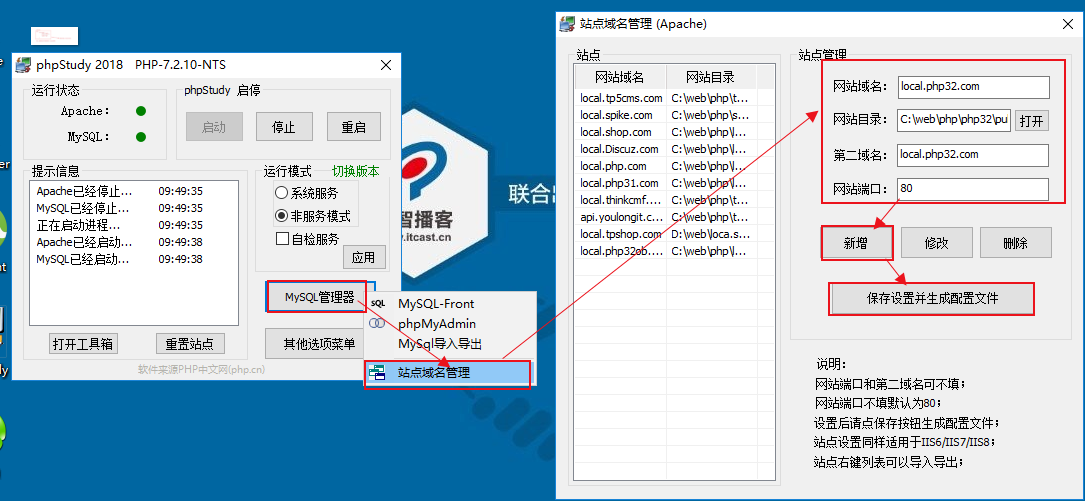 phpStudy 2018 PHP-7.2.10-NTS
运行状态
Apache:
MySQL:
phpStudy 启停
启动 停止 重启
提示信息
Apache已经停止... 09:49:35
MySQL已经停止... 09:49:35
正在启动进程... 09:49:35
Apache已经启动... 09:49:38
MySQL已经启动... 09:49:38
运行模式 切换版本
系统服务
非服务模式
自检服务
应用
MySQL管理器
其他选项菜单
打开工具箱 重置站点
软件来源PHP中文网(php.cn)
SQL MySQL-Front
phpMyAdmin
MySql导入导出
站点域名管理
智播客
.itcast.cn
联合
站点域名管理 (Apache)
站点
网站域名 网站目录
local.tp5cms.com C:\web\php\t...
local.spike.com C:\web\php\s...
local.shop.com C:\web\php\l...
local.Discuz.com C:\web\php\l...
local.php.com C:\web\php\l...
local.php31.com C:\web\php\l...
local.thinkcmf.... C:\web\php\l...
api.youlongit.c... C:\web\php\l...
local.tpshop.com D:\web\loca.s...
local.php32ob.... C:\web\php\l...
站点管理
网站域名: local.php32.com
网站目录: C:\web\php\php32\pu 打开
第二域名: local.php32.com
网站端口: 80
新增 修改 删除
保存设置并生成配置文件
说明:
网站端口和第二域名可不填;
网站端口不填默认为80;
设置后请点保存按钮生成配置文件;
站点设置同样适用于IIS6/IIS7/IIS8;
站点右键列表可以导入导出;